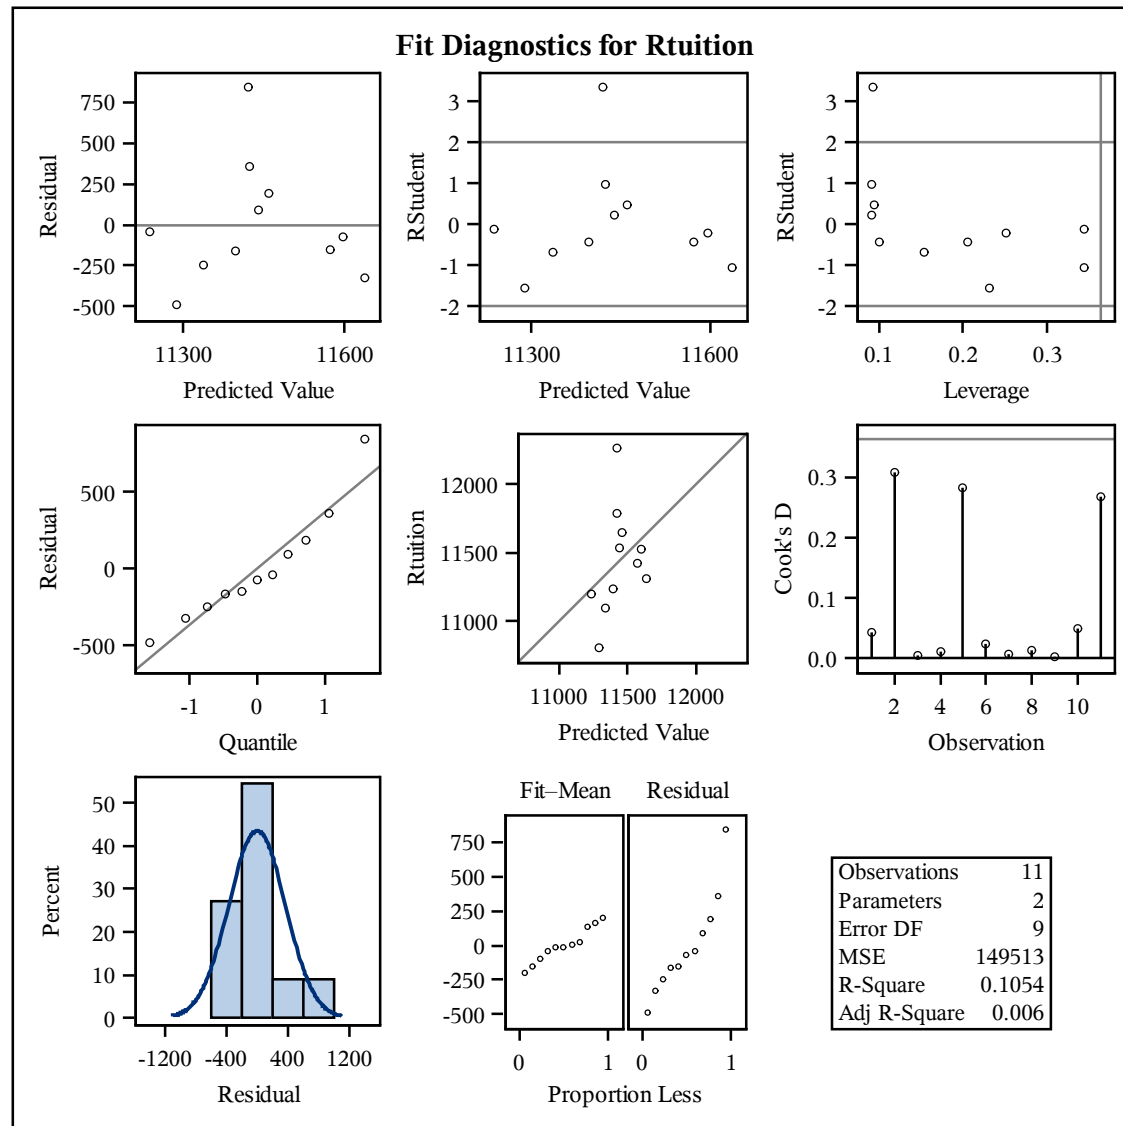 Fit Diagnostics for Rtuition
750
500
250
0
-250
-500
Residual
11300 11600
Predicted Value
3
2
1
0
-1
-2
RStudent
11300 11600
Predicted Value
3
2
1
0
-1
-2
RStudent
0.1 0.2 0.3
Leverage
500
0
-500
Residual
-1 0 1
Quantile
12000
11500
11000
Rtuition
11000 11500 12000
Predicted Value
0.3
0.2
0.1
0.0
Cook's D
2 4 6 8 10
Observation
50
40
30
20
10
0
Percent
-1200 -400 400 1200
Residual
Fit–Mean Residual
750
500
250
0
-250
-500
0 1 0 1
Proportion Less
Observations 11
Parameters 2
Error DF 9
MSE 149513
R-Square 0.1054
Adj R-Square 0.006